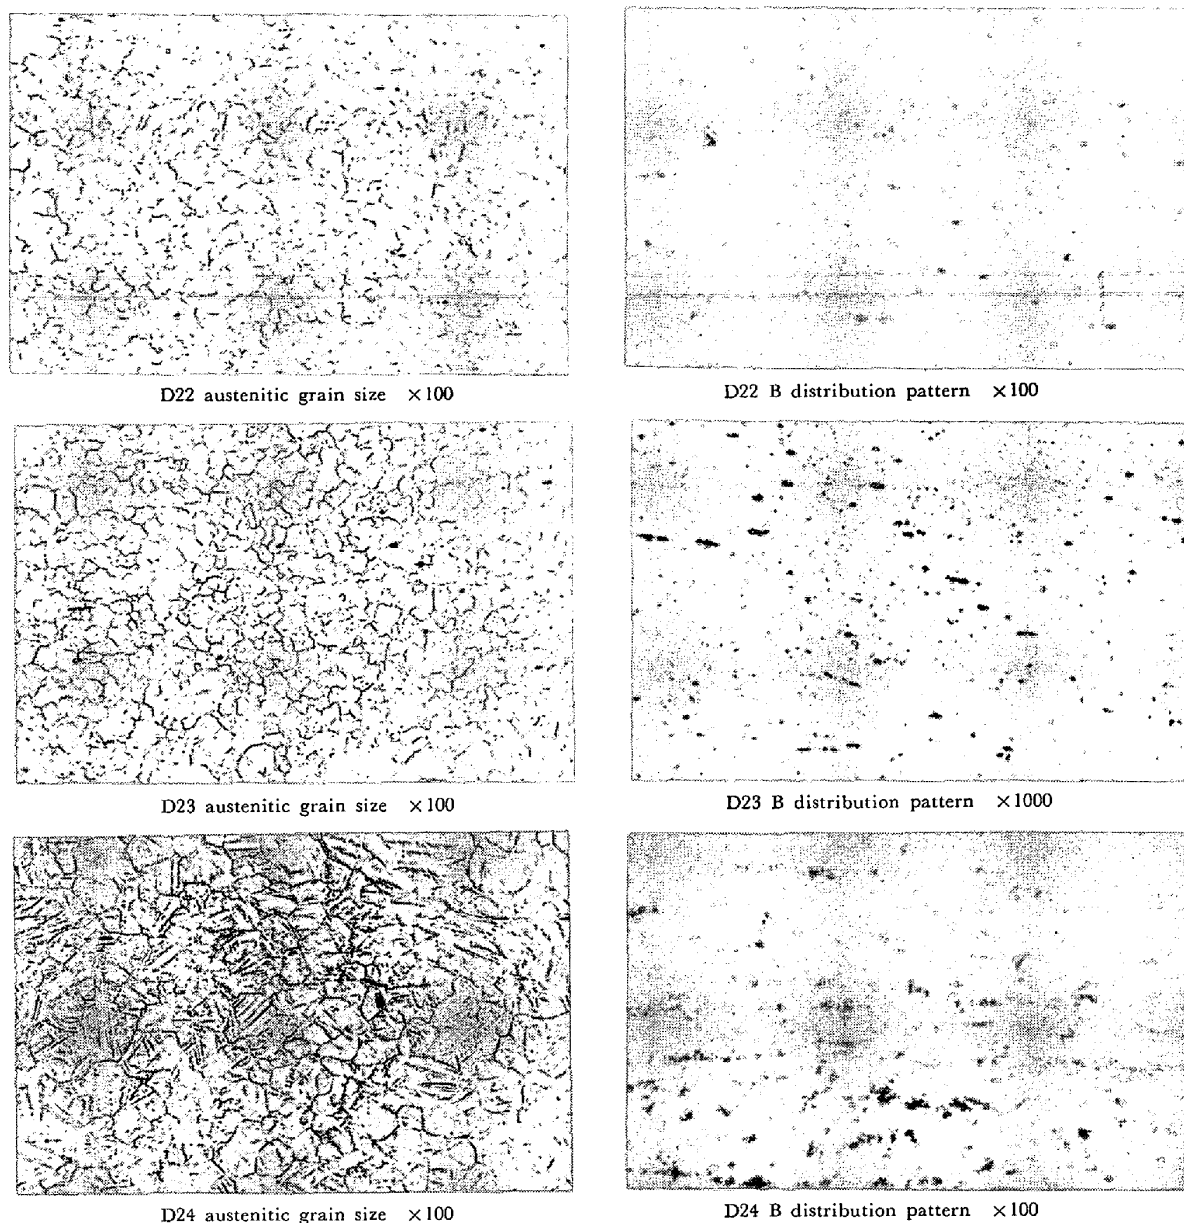 D22 austenitic grain size ×100
D22 B distribution pattern ×100
D23 austenitic grain size ×100
D23 B distribution pattern ×1000
D24 austenitic grain size ×100
D24 B distribution pattern ×100